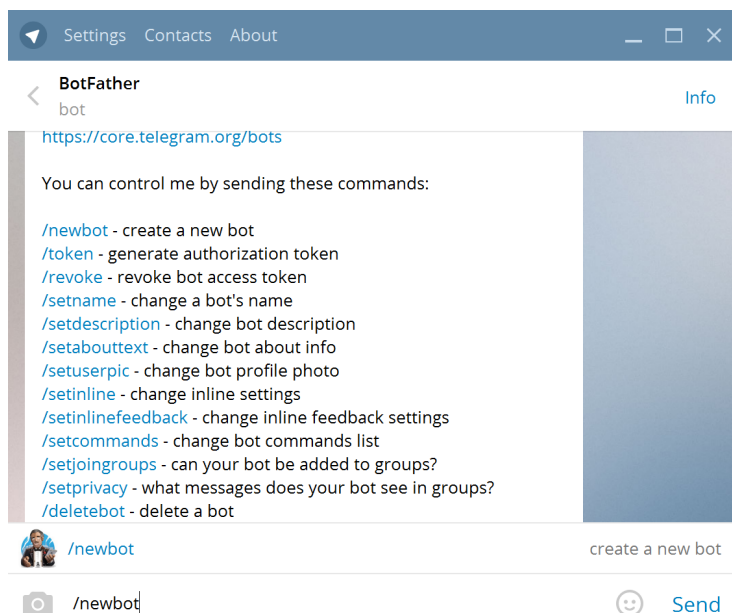 Settings Contacts About
BotFather
bot
Info
https://core.telegram.org/bots
You can control me by sending these commands:
/newbot - create a new bot
/token - generate authorization token
/revoke - revoke bot access token
/setname - change a bot's name
/setdescription - change bot description
/setabouttext - change bot about info
/setuserpic - change bot profile photo
/setinline - change inline settings
/setinlinefeedback - change inline feedback settings
/setcommands - change bot commands list
/setjoingroups - can your bot be added to groups?
/setprivacy - what messages does your bot see in groups?
/deletebot - delete a bot
/newbot create a new bot
/newbot Send